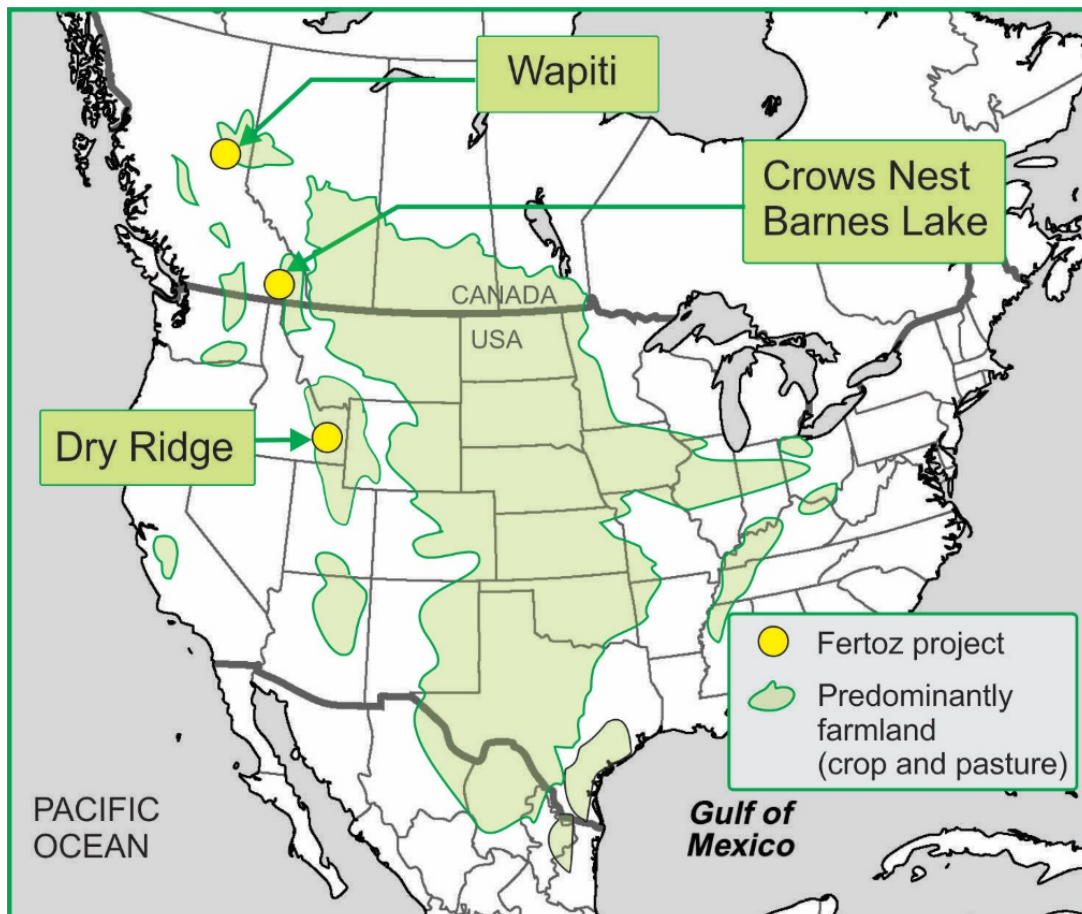 Wapiti
Crows Nest
Barnes Lake
CANADA
USA
Dry Ridge
Fertoz project
Predominantly
farmland
(crop and pasture)
PACIFIC
OCEAN
Gulf of
Mexico